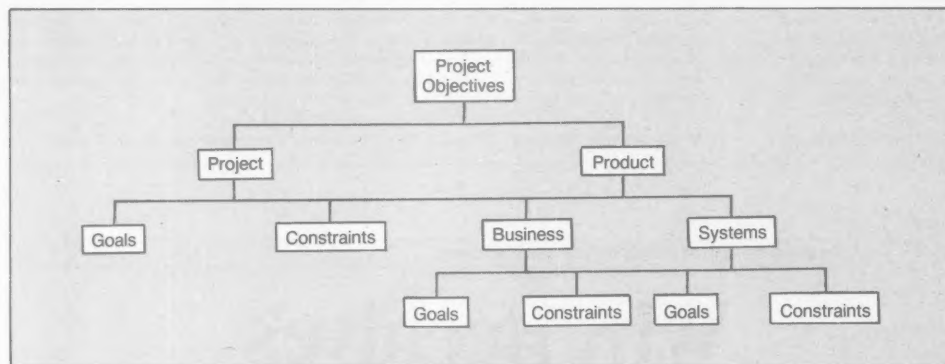 Project
Objectives
Project
Product
Goals
Constraints
Business
Systems
Goals
Constraints
Goals
Constraints